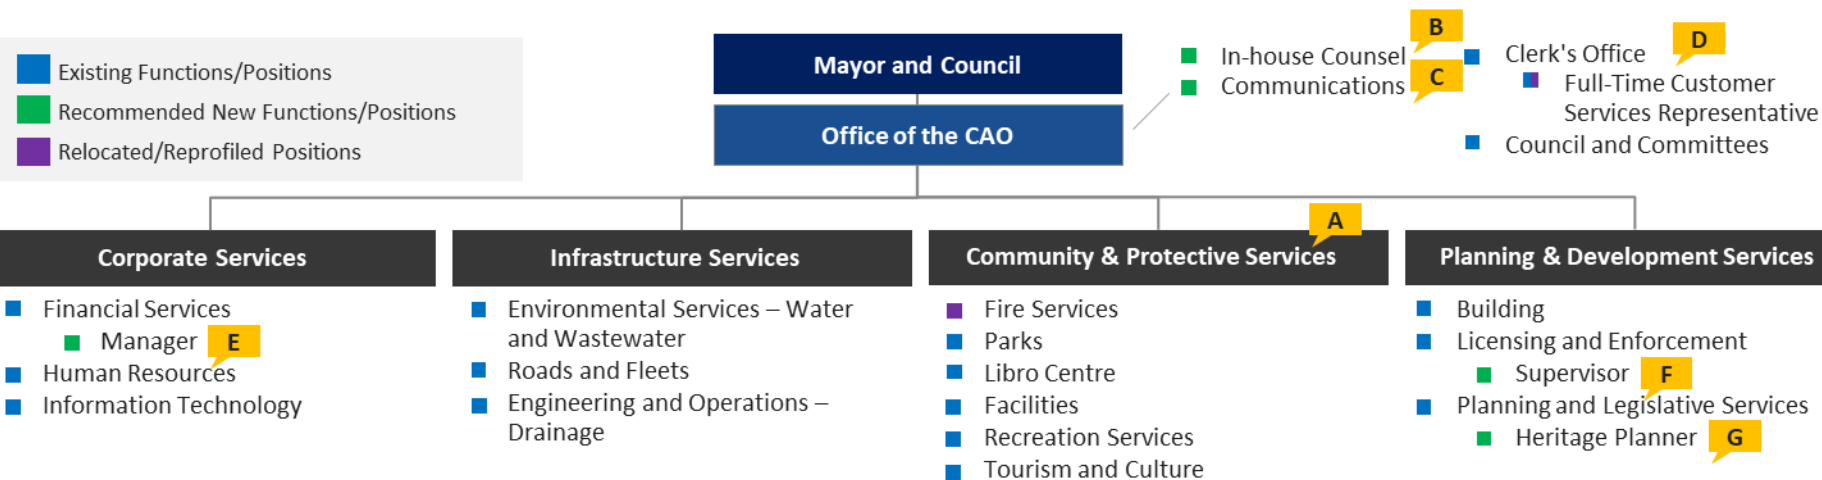 Existing Functions/Positions
Recommended New Functions/Positions
Relocated/Reprofiled Positions
Mayor and Council
Office of the CAO
B
In-house Counsel
Communications
C
D
Clerk's Office
Full-Time Customer
Services Representative
Council and Committees
Corporate Services
Financial Services
Manager
E
Human Resources
Information Technology
Infrastructure Services
Environmental Services – Water
and Wastewater
Roads and Fleets
Engineering and Operations –
Drainage
A
Community & Protective Services
Fire Services
Parks
Libro Centre
Facilities
Recreation Services
Tourism and Culture
Planning & Development Services
Building
Licensing and Enforcement
Supervisor
F
Planning and Legislative Services
Heritage Planner
G